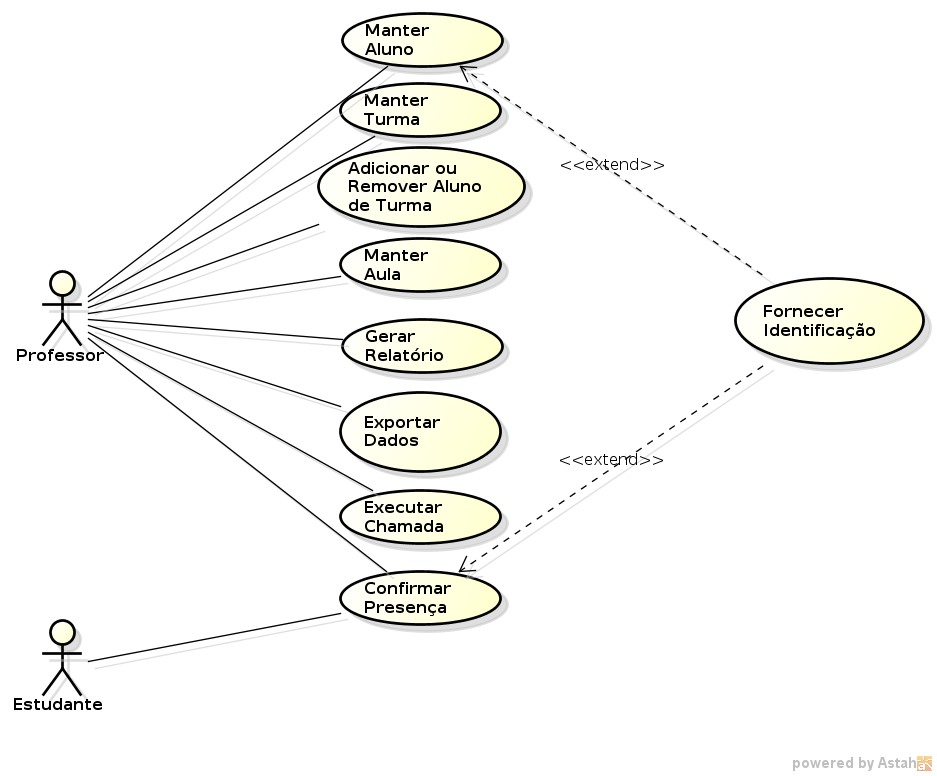 Manter
Aluno
Manter
Turma
<<extend>>
Adicionar ou
Remover Aluno
de Turma
Manter
Aula
Fornecer
Identificação
Professor
Gerar
Relatório
Exportar
Dados
<<extend>>
Executar
Chamada
Confirmar
Presença
Estudante
powered by Astah